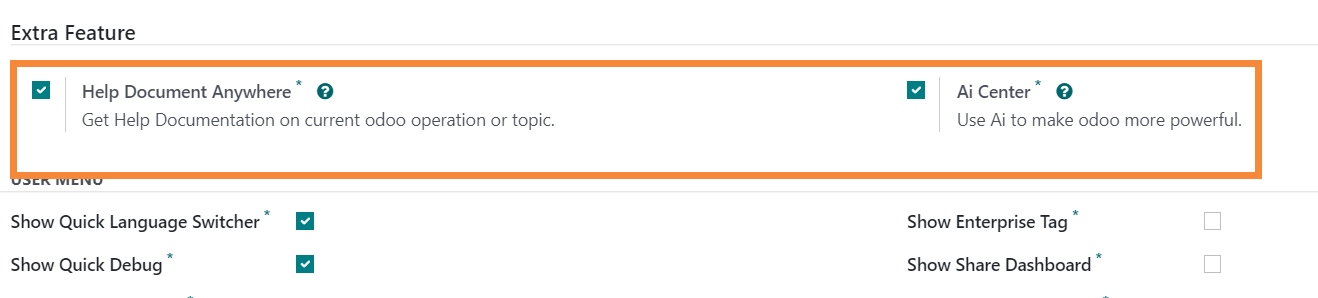 Extra Feature
Help Document Anywhere * ?
Get Help Documentation on current odoo operation or topic.
Ai Center * ?
Use Ai to make odoo more powerful.
USER MENU
Show Quick Language Switcher *
Show Enterprise Tag *
Show Quick Debug *
Show Share Dashboard *